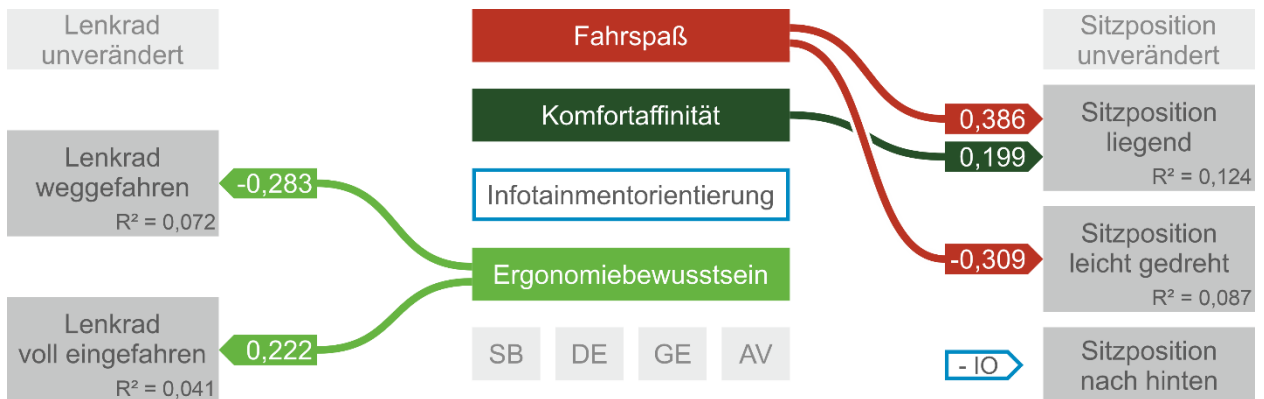 Lenkrad
unverändert
Lenkrad
weggefahren
R² = 0,072
Lenkrad
voll eingefahren
R² = 0,041
-0,283
0,222
Fahrspaß
Komfortaffinität
Infotainmentorientierung
Ergonomiebewusstsein
SB DE GE AV
0,386
0,199
-0,309
- IO
Sitzposition
unverändert
Sitzposition
liegend
R² = 0,124
Sitzposition
leicht gedreht
R² = 0,087
Sitzposition
nach hinten